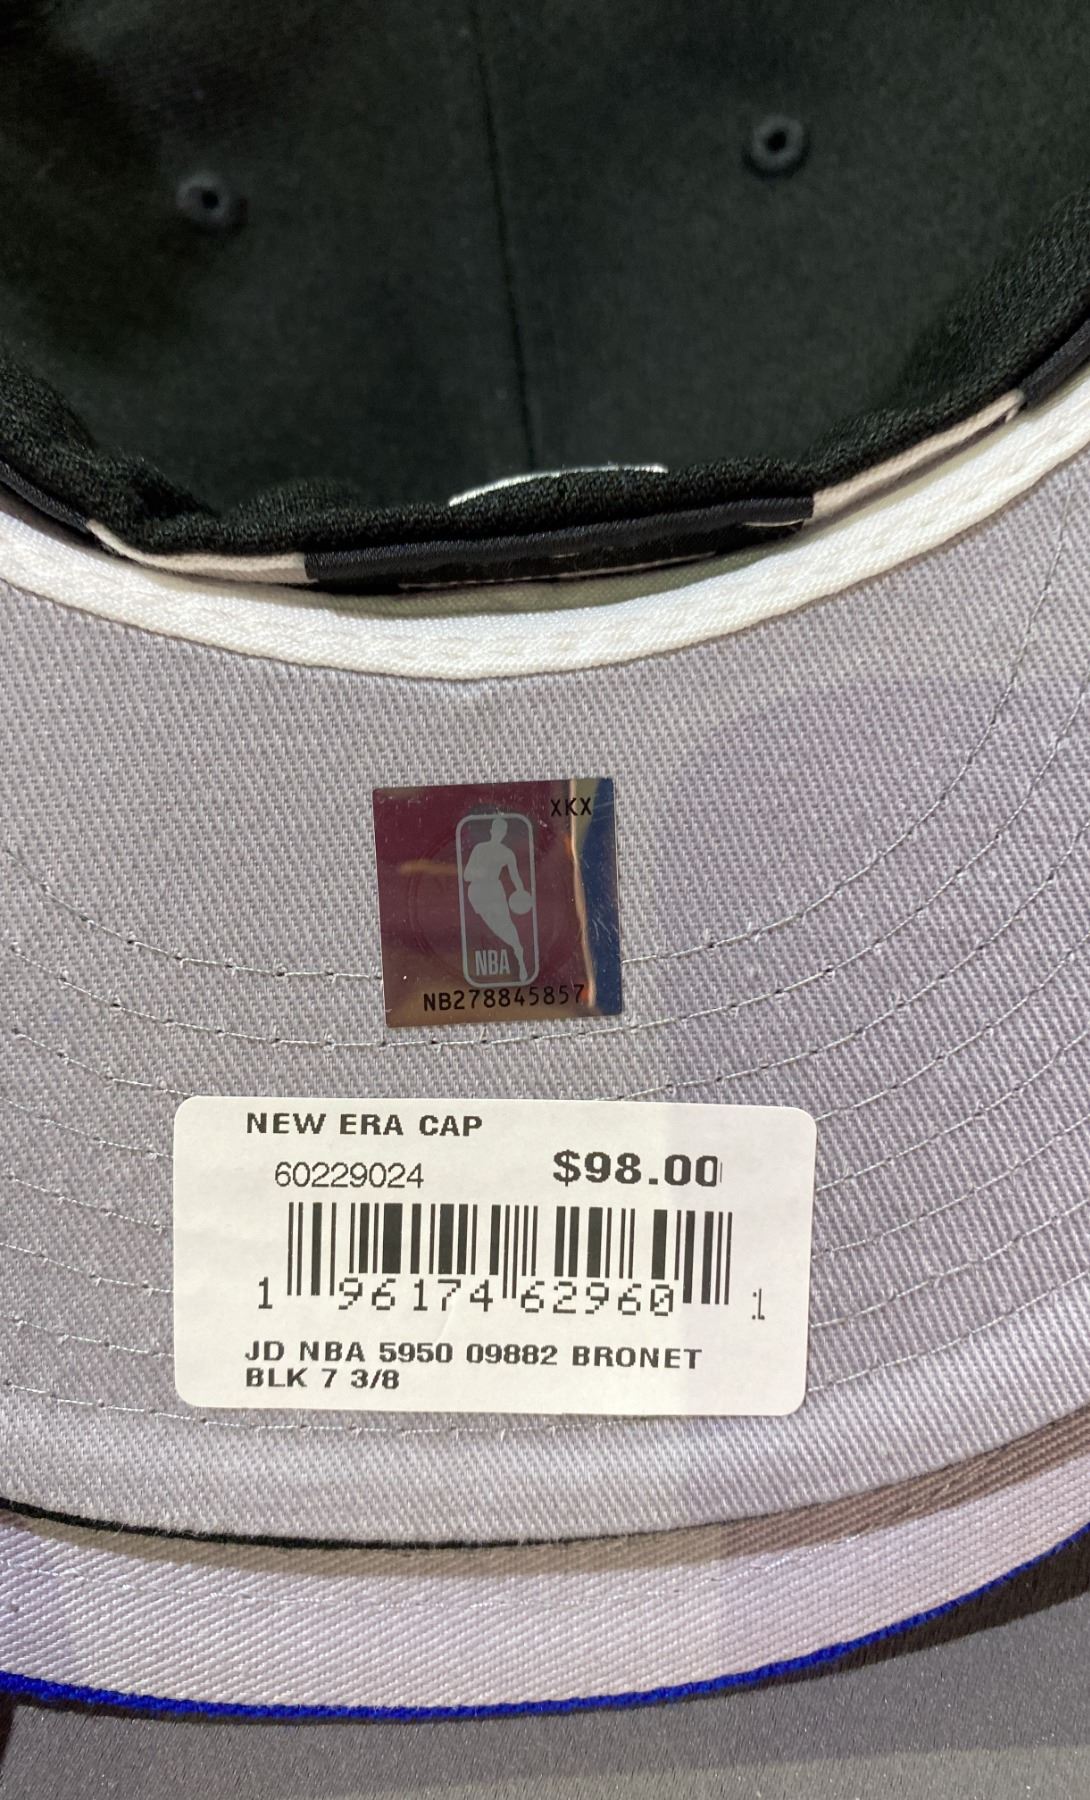 XKX
NBA
NB278845857
NEW ERA CAP
60229024 $98.00
1 96174 62960 1
JD NBA 5950 09882 BRONET
BLK 7 3/8